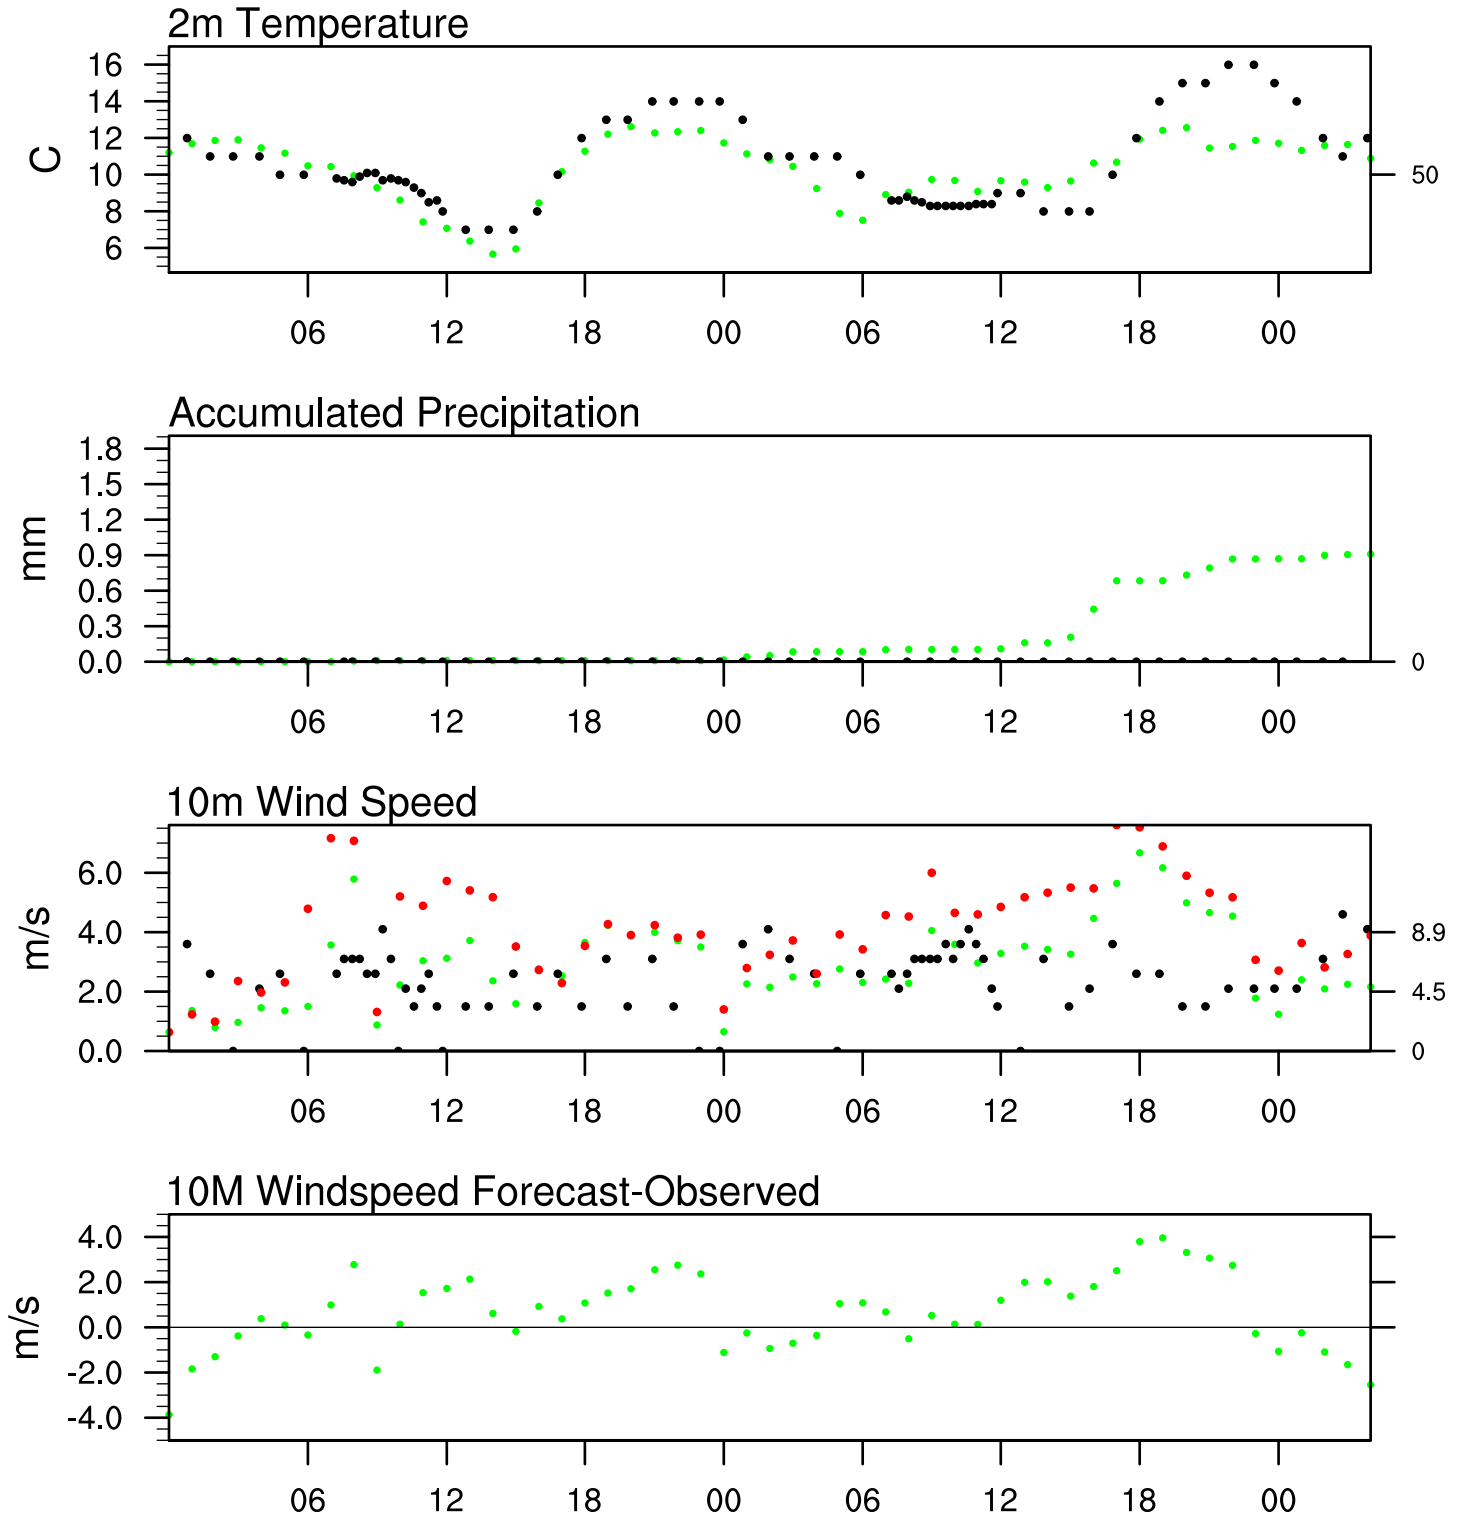 2m Temperature
16
14
12
10
8
6
C
50
06 12 18 00 06 12 18 00
Accumulated Precipitation
1.8
1.5
1.2
0.9
0.6
0.3
0.0
mm
0
06 12 18 00 06 12 18 00
10m Wind Speed
6.0
4.0
2.0
0.0
m/s
8.9
4.5
0
06 12 18 00 06 12 18 00
10M Windspeed Forecast-Observed
4.0
2.0
0.0
-2.0
-4.0
m/s
06 12 18 00 06 12 18 00